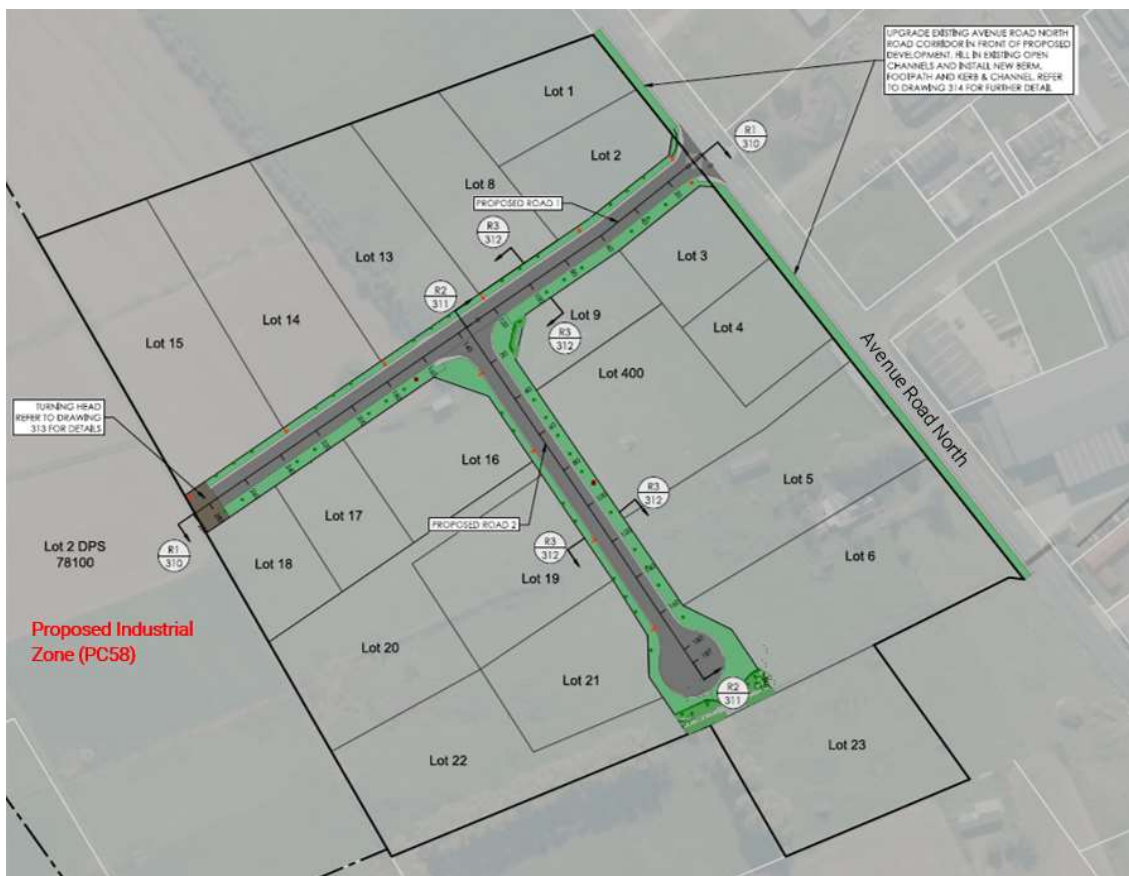 UPGRADE EXISTING AVENUE ROAD NORTH
ROAD CORRIDOR IN FRONT OF PROPOSED
DEVELOPMENT. FILL IN EXISTING OPEN
CHANNELS AND INSTALL NEW BERM,
FOOTPATH AND KERB & CHANNEL. REFER
TO DRAWING 314 FOR FURTHER DETAIL
Lot 1
R1
310
Lot 2
Lot 8
PROPOSED ROAD 1
R3
312
Lot 13
Lot 3
R2
311
Lot 14
Lot 9
R3
312
Lot 4
Lot 15
Lot 400
Avenue Road North
TURNING HEAD
REFER TO DRAWING
313 FOR DETAILS
Lot 16
Lot 5
R3
312
Lot 17
PROPOSED ROAD 2
Lot 2 DPS
78100
R1
310
Lot 18
R3
312
Lot 6
Lot 19
Proposed Industrial
Zone (PC58)
Lot 20
Lot 21
R2
311
Lot 23
Lot 22